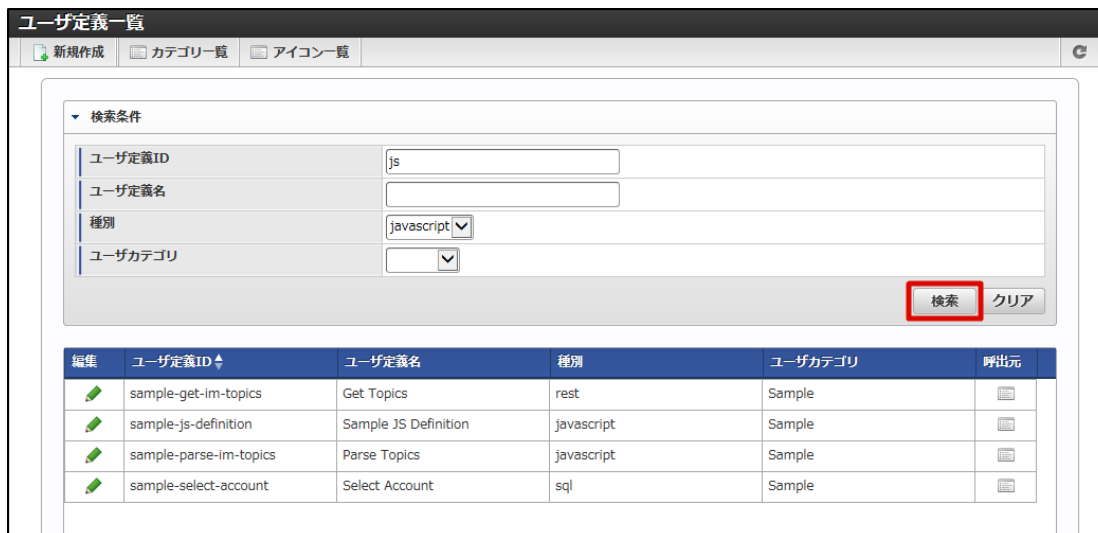 ユーザ定義一覧
新規作成 カテゴリ一覧 アイコン一覧
検索条件
ユーザ定義ID js
ユーザ定義名
種別 javascript
ユーザカテゴリ
検索 クリア
編集 ユーザ定義ID ユーザ定義名 種別 ユーザカテゴリ 呼出元
sample-get-im-topics Get Topics rest Sample
sample-js-definition Sample JS Definition javascript Sample
sample-parse-im-topics Parse Topics javascript Sample
sample-select-account Select Account sql Sample